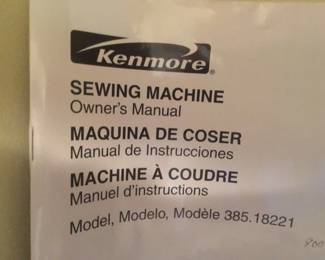 Kenmore
SEWING MACHINE
Owner's Manual
MAQUINA DE COSER
Manual de Instrucciones
MACHINE À COUDRE
Manuel d'instructions
Model, Modelo, Modèle 385.18221